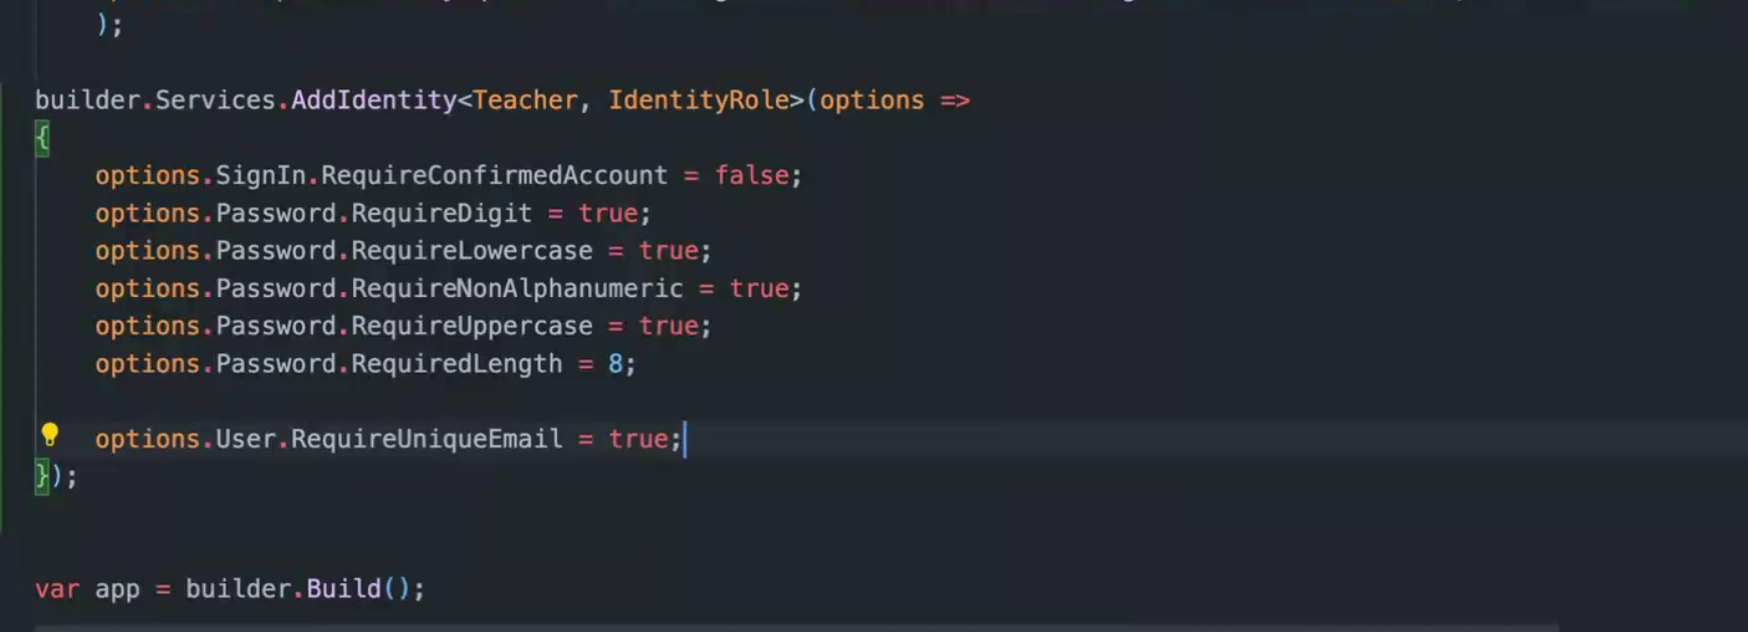 );
builder.Services.AddIdentity<Teacher, IdentityRole>(options =>
{
options.SignIn.RequireConfirmedAccount = false;
options.Password.RequireDigit = true;
options.Password.RequireLowercase = true;
options.Password.RequireNonAlphanumeric = true;
options.Password.RequireUppercase = true;
options.Password.RequiredLength = 8;
options.User.RequireUniqueEmail = true;
});
var app = builder.Build();